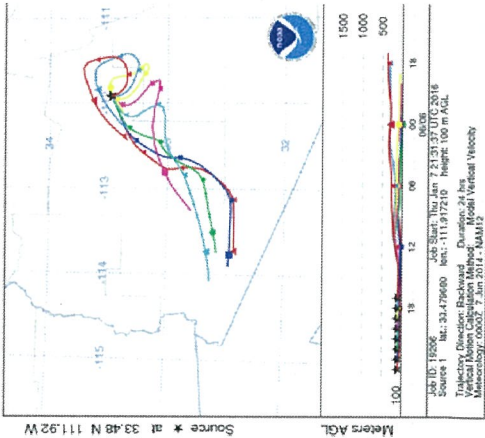 Source ★ at 33.48 N 111.92 W
Meters AGL
-111
-113
-114
-115
34
32
noaa
1500
1000
500
100
18
12
06
00
18
06/06
Job ID: 19206 Job Start: Thu Jan 7 21:31:37 UTC 2016
Source 1 lat.: 33.479660 lon.: -111.917210 height: 100 m AGL
Trajectory Direction: Backward Duration: 24 hrs
Vertical Motion Calculation Method: Model Vertical Velocity
Meteorology: 0000Z 7 Jun 2014 - NAM12